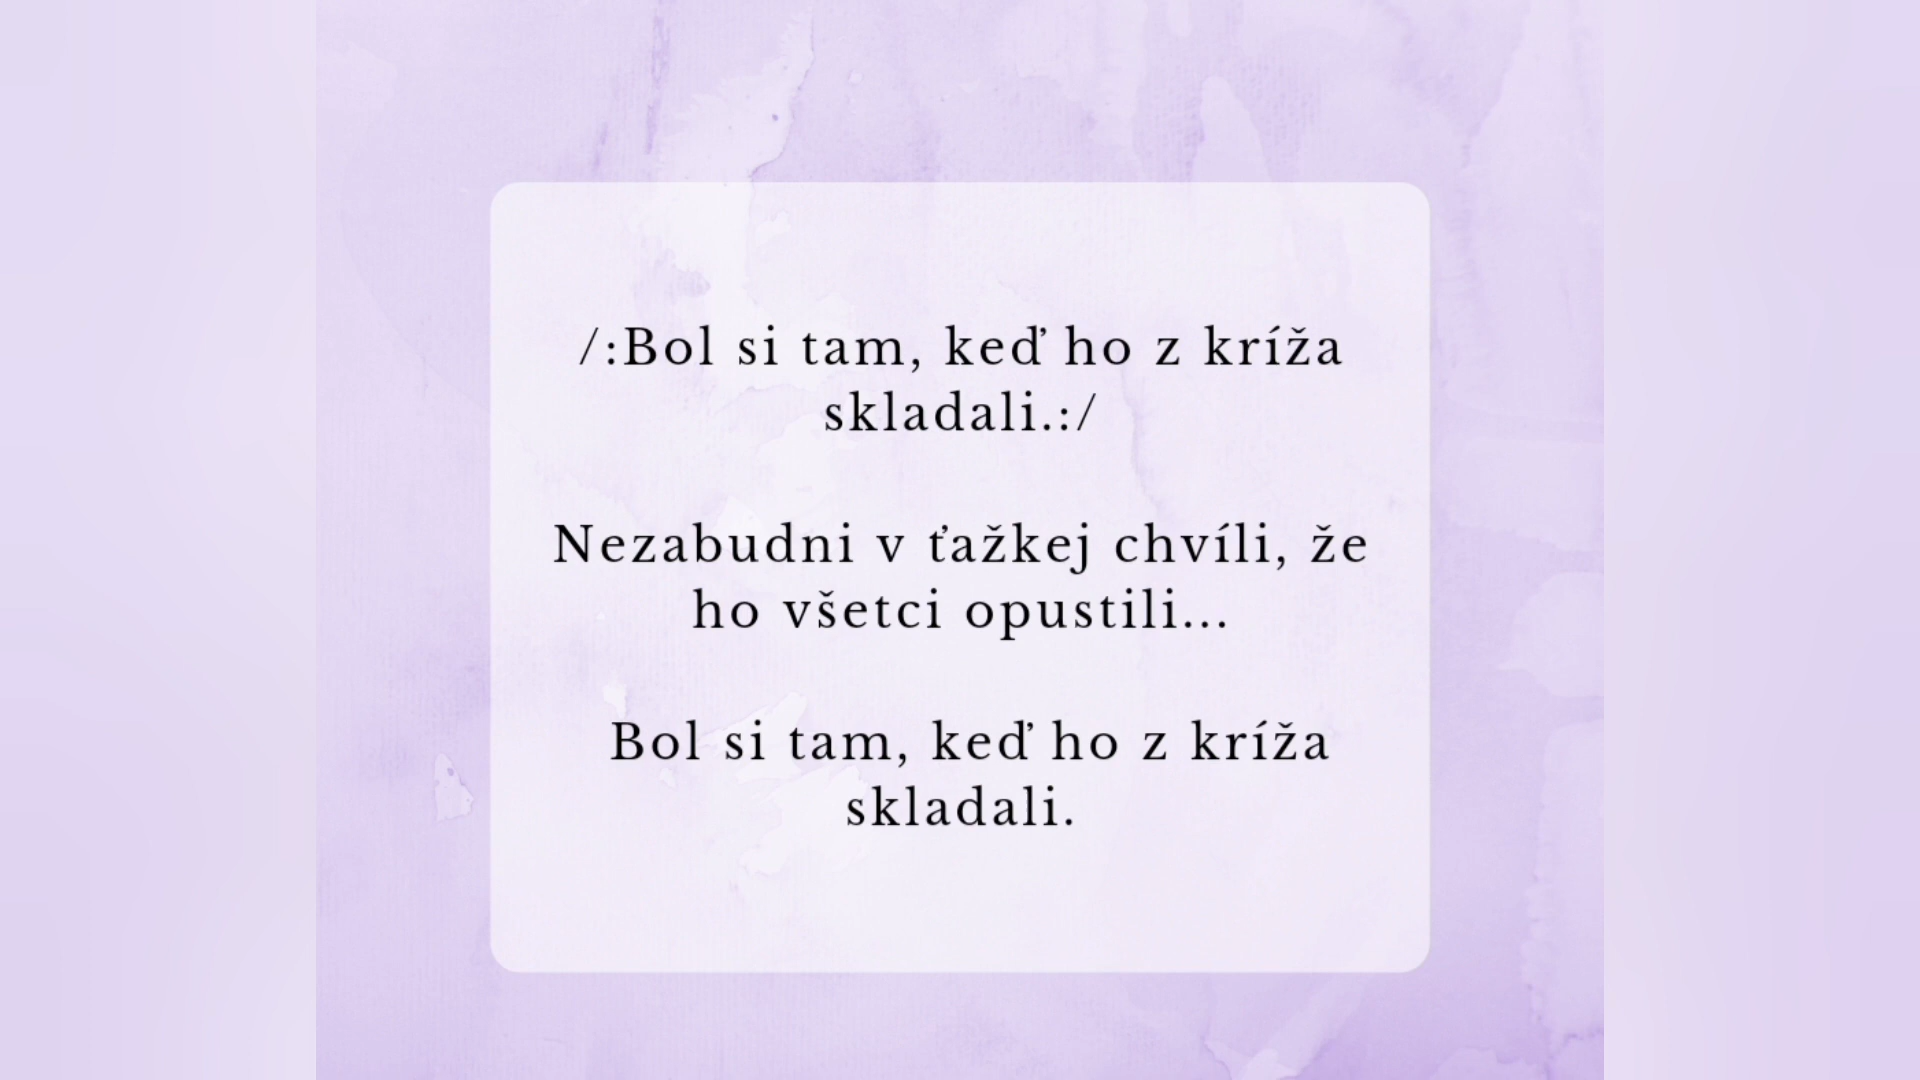 /:Bol si tam, keď ho z kríža
skladali.:/
Nezabudni v ťažkej chvíli, že
ho všetci opustili...
Bol si tam, keď ho z kríža
skladali.